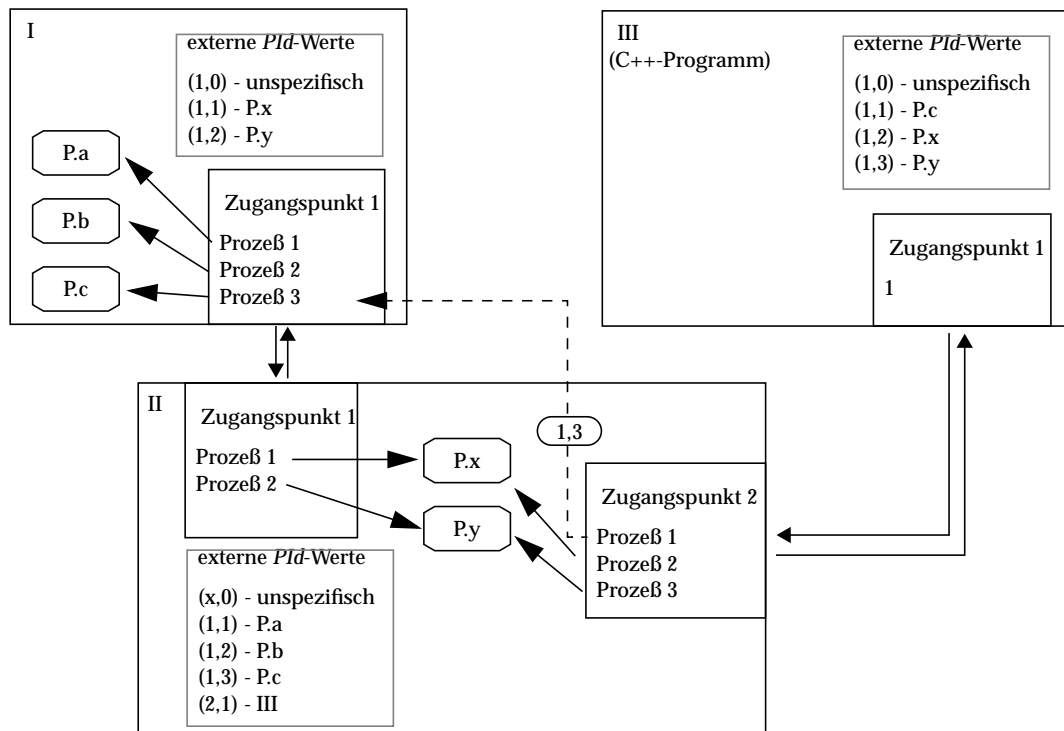 I
externe PId-Werte
(1,0) - unspezifisch
(1,1) - P.x
(1,2) - P.y
P.a
P.b
P.c
Zugangspunkt 1
Prozeß 1
Prozeß 2
Prozeß 3
III
(C++-Programm)
externe PId-Werte
(1,0) - unspezifisch
(1,1) - P.c
(1,2) - P.x
(1,3) - P.y
Zugangspunkt 1
1
II
Zugangspunkt 1
Prozeß 1
Prozeß 2
P.x
P.y
1,3
Zugangspunkt 2
Prozeß 1
Prozeß 2
Prozeß 3
externe PId-Werte
(x,0) - unspezifisch
(1,1) - P.a
(1,2) - P.b
(1,3) - P.c
(2,1) - III